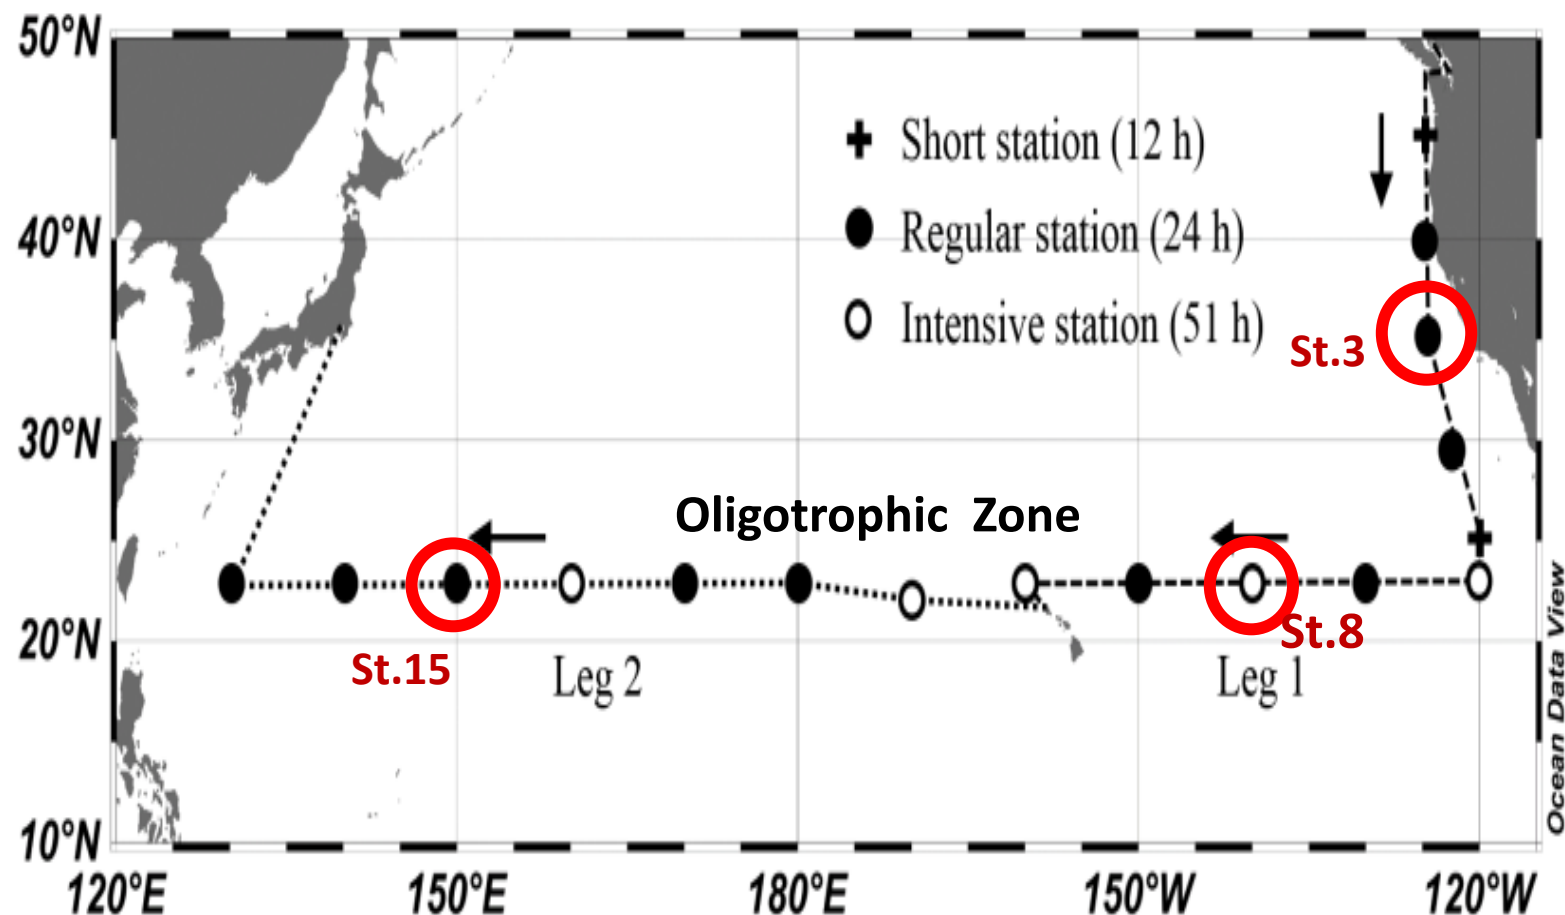 50°N
40°N
30°N
20°N
10°N
Short station (12 h)
Regular station (24 h)
Intensive station (51 h)
St.3
Oligotrophic Zone
St.8
St.15
Leg 2
Leg 1
120°E
150°E
180°E
150°W
120°W
Ocean Data View